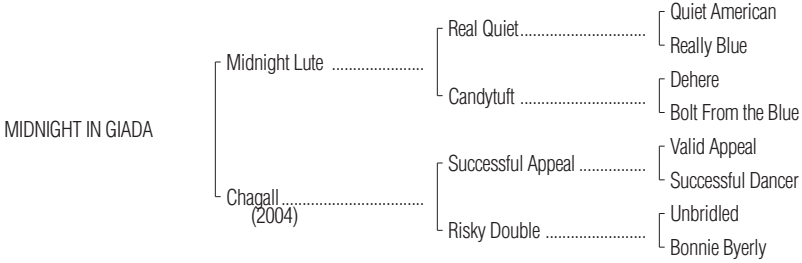 Quiet American
Real Quiet..............................
Really Blue
Midnight Lute ......................
Dehere
Candytuft ..............................
Bolt From the Blue
MIDNIGHT IN GIADA
Valid Appeal
Successful Appeal ................
Successful Dancer
Chagall..................................
(2004)
Unbridled
Risky Double ........................
Bonnie Byerly